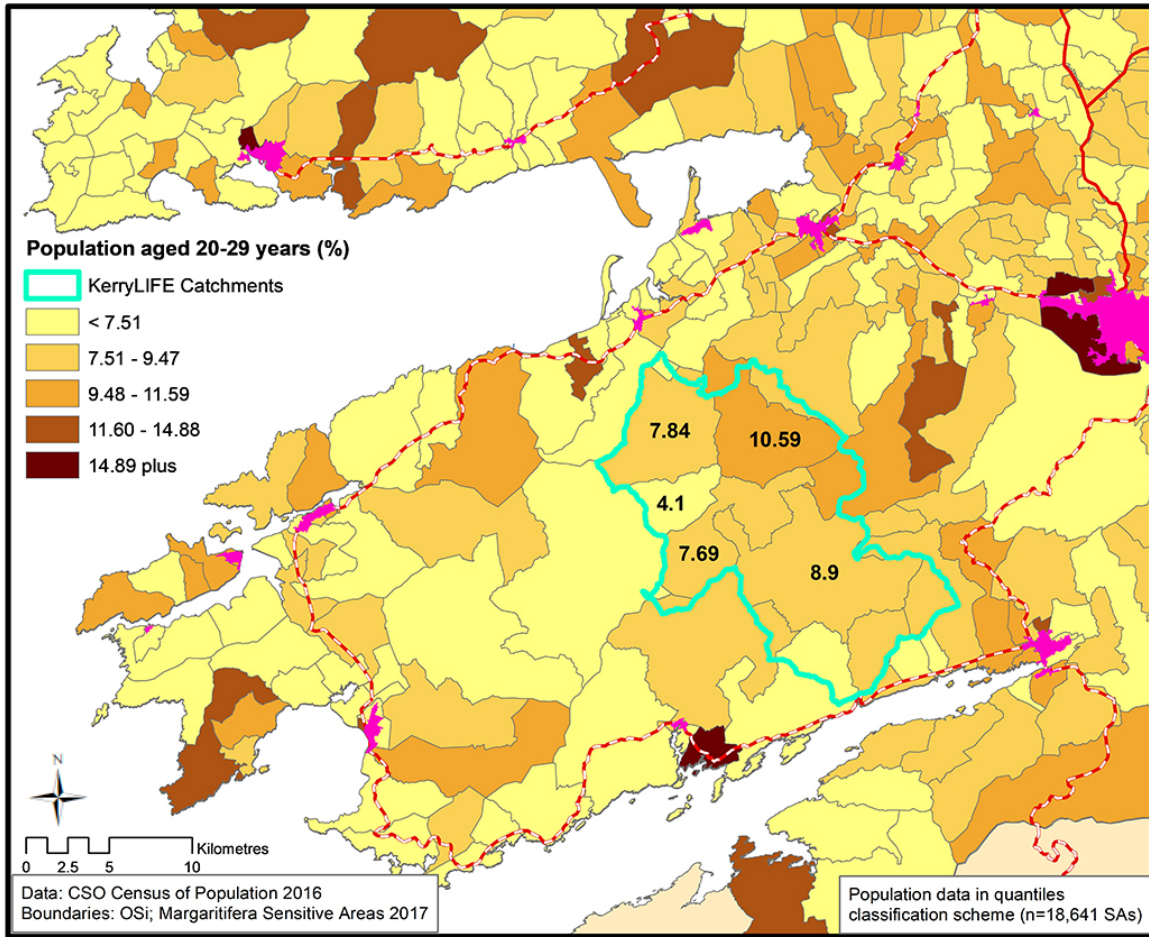 Population aged 20-29 years (%)
KerryLIFE Catchments
< 7.51
7.51 - 9.47
9.48 - 11.59
11.60 - 14.88
14.89 plus
7.84
10.59
4.1
7.69
8.9
N
0 2.5 5 10 Kilometres
Data: CSO Census of Population 2016
Boundaries: OSi; Margaritifera Sensitive Areas 2017
Population data in quantiles
classification scheme (n=18,641 SAs)